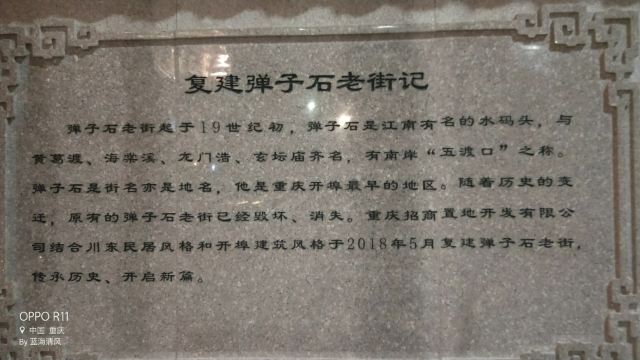 复建弹子石老街记
弹子石老街起于19世纪初，弹子石是江南有名的水码头，与
黄葛渡、海棠溪、龙门浩、玄坛庙齐名，有南岸“五渡口”之称。
弹子石是街名亦是地名，他是重庆开埠最早的地区。随着历史的变
迁，原有的弹子石老街已经毁坏、消失。重庆招商置地开发有限公
司结合川东民居风格和开埠建筑风格于2018年5月复建弹子石老街，
传承历史、开启新篇。
OPPO R11
中国 重庆
By 蓝海清风